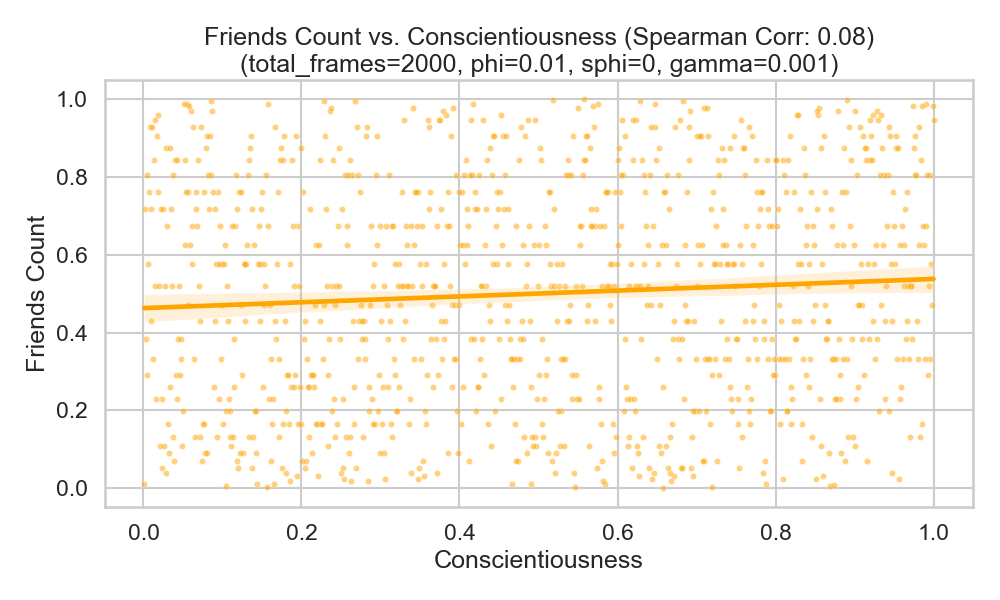 Friends Count vs. Conscientiousness (Spearman Corr: 0.08)
(total_frames=2000, phi=0.01, sphi=0, gamma=0.001)
1.0
0.8
0.6
0.4
0.2
0.0
Friends Count
0.0 0.2 0.4 0.6 0.8 1.0
Conscientiousness